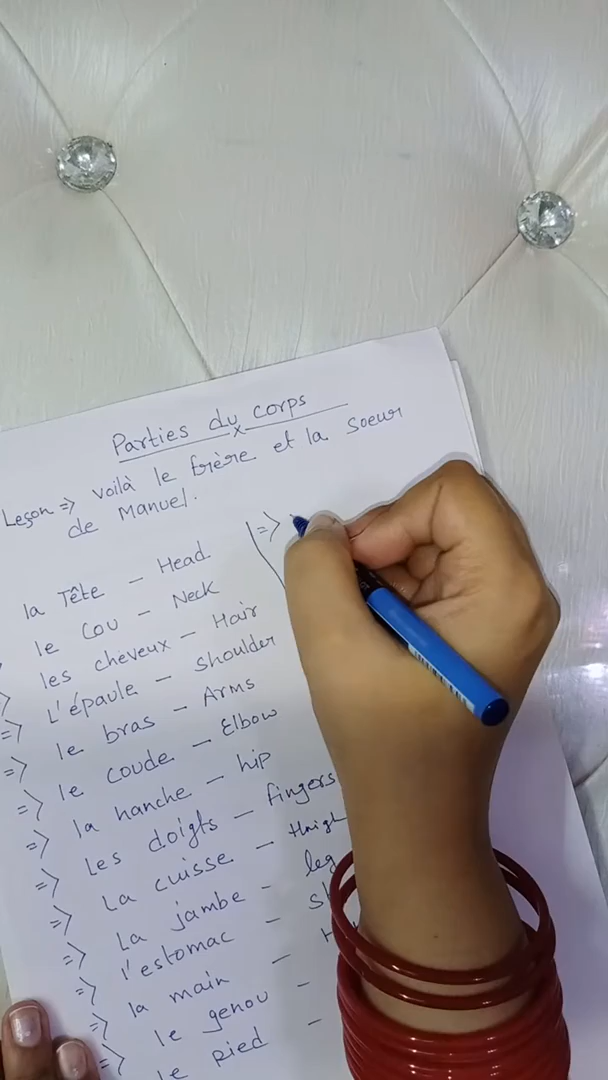 Parties du corps
x
Leçon => voilà le frère et la soeur
de Manuel.
la Tête - Head
le cou - Neck
les cheveux - Hair
=> L'épaule - shoulder
=> le bras - Arms
=> le coude - Elbow
=> la hanche - hip
=> Les doigts - fingers
=> La cuisse -
=> La jambe - leg
=> l'estomac -
=> la main -
=> le genou -
le pied -
=>